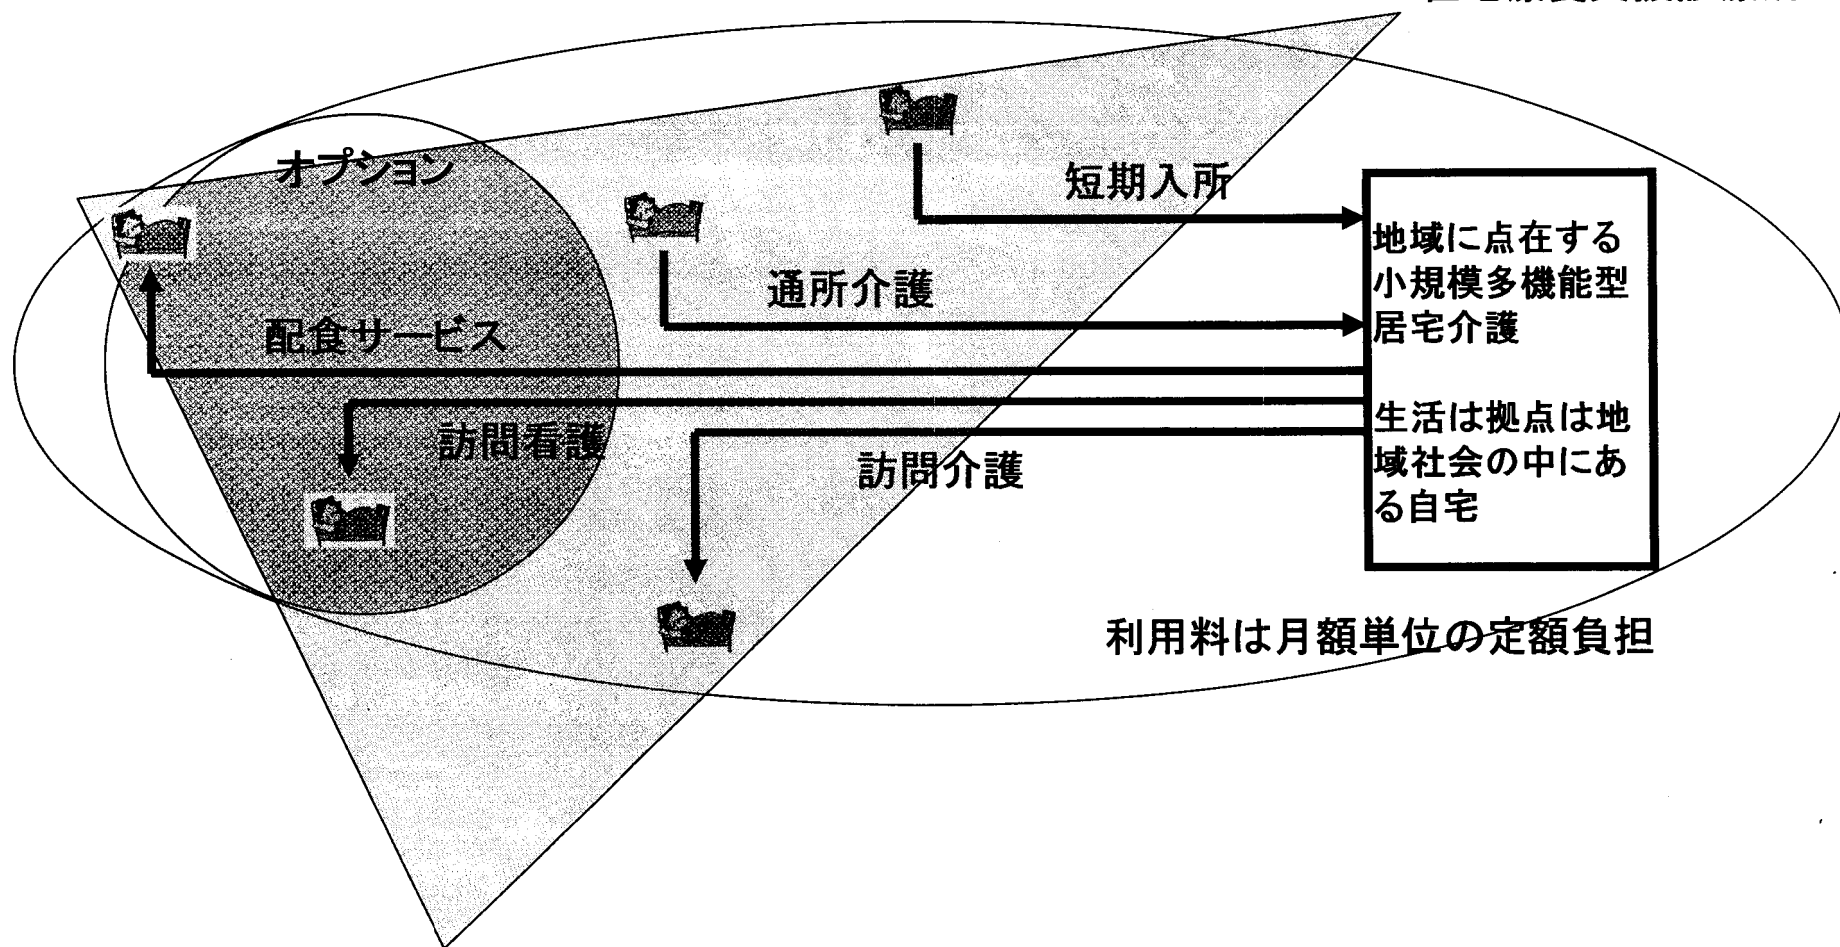 オプション
短期入所
地域に点在する
小規模多機能型
居宅介護
通所介護
配食サービス
生活は拠点は地
域社会の中にあ
る自宅
訪問看護
訪問介護
利用料は月額単位の定額負担